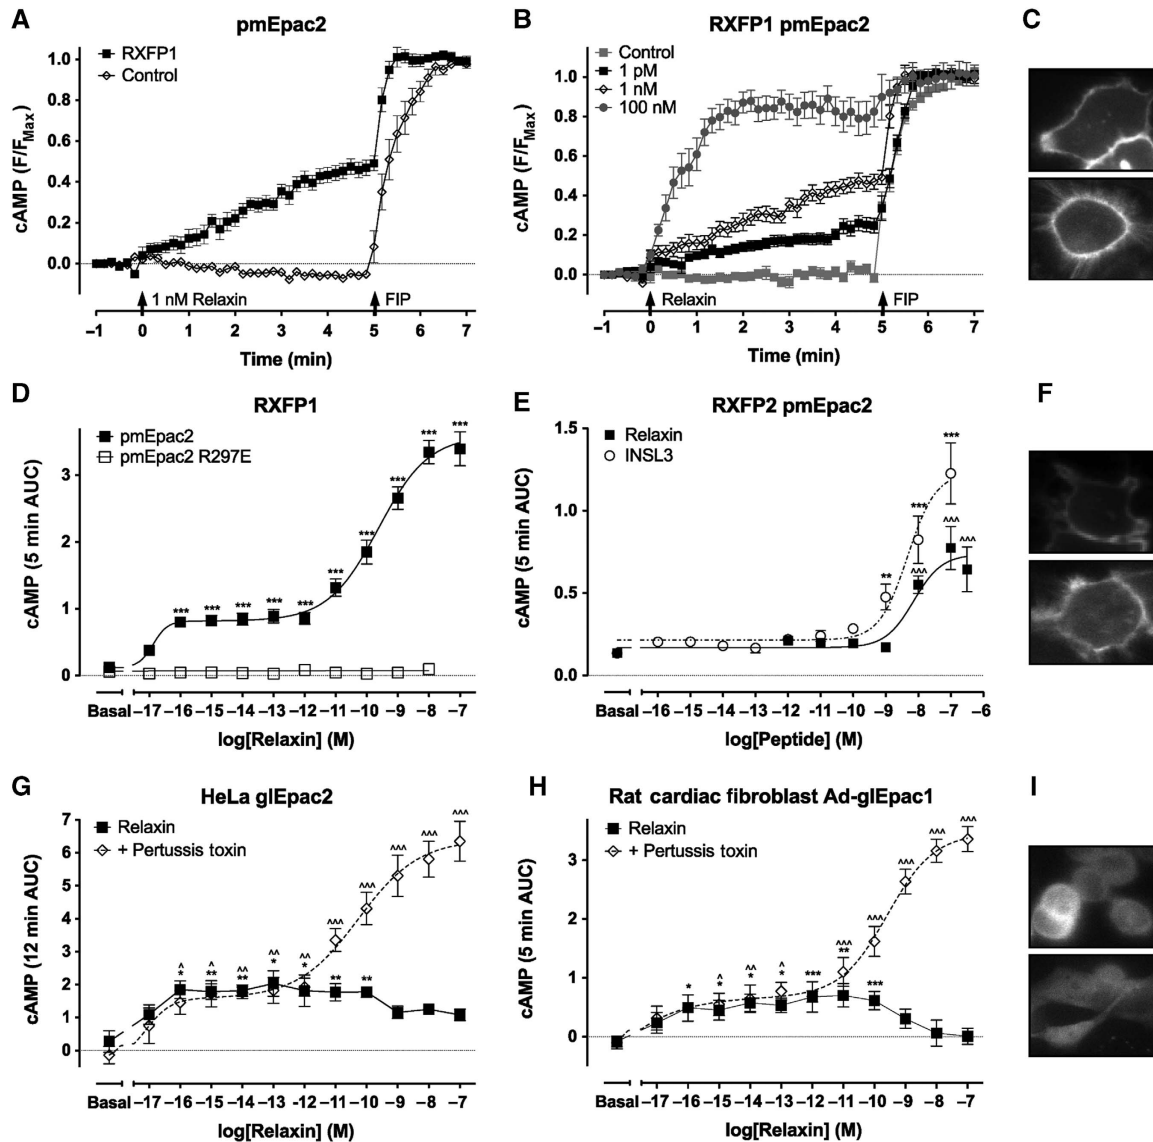 A
pmEpac2
RXFP1
Control
1.0
0.8
0.6
0.4
0.2
0.0
cAMP (F/FMax)
1 nM Relaxin
FIP
−1 0 1 2 3 4 5 6 7
Time (min)
B
RXFP1 pmEpac2
Control
1 pM
1 nM
100 nM
1.0
0.8
0.6
0.4
0.2
0.0
cAMP (F/FMax)
Relaxin
FIP
−1 0 1 2 3 4 5 6 7
Time (min)
C
D
RXFP1
pmEpac2
pmEpac2 R297E
3
2
1
0
cAMP (5 min AUC)
*** *** *** *** *** *** *** *** *** ***
Basal −17 −16 −15 −14 −13 −12 −11 −10 −9 −8 −7
log[Relaxin] (M)
E
RXFP2 pmEpac2
Relaxin
INSL3
1.5
1.0
0.5
0.0
cAMP (5 min AUC)
** *** ***
^^^ ^^^ ^^^
Basal −16 −15 −14 −13 −12 −11 −10 −9 −8 −7 −6
log[Peptide] (M)
F
G
HeLa glEpac2
Relaxin
+ Pertussis toxin
7
6
5
4
3
2
1
0
cAMP (12 min AUC)
^ ^ ^^ ^^ ^ ^^^ ^^^ ^^^ ^^^ ^^^
* ** ** * * ** **
Basal −17 −16 −15 −14 −13 −12 −11 −10 −9 −8 −7
log[Relaxin] (M)
H
Rat cardiac fibroblast Ad-glEpac1
Relaxin
+ Pertussis toxin
3
2
1
0
cAMP (5 min AUC)
^ ^^ ^ ^^^ ^^^ ^^^ ^^^ ^^^
* * * * *** ** ***
Basal −17 −16 −15 −14 −13 −12 −11 −10 −9 −8 −7
log[Relaxin] (M)
I